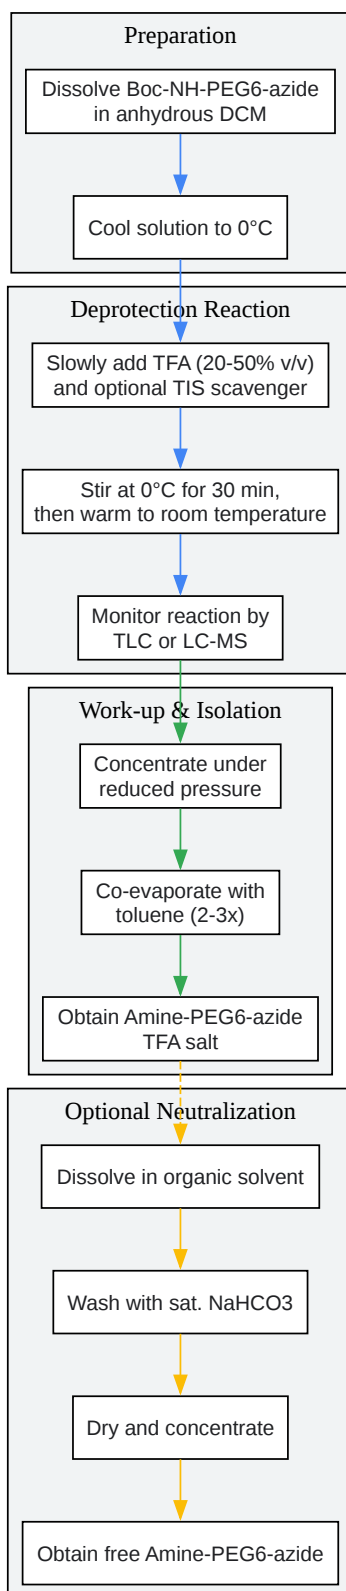 Preparation
Dissolve Boc-NH-PEG6-azide
in anhydrous DCM
Cool solution to 0°C
Deprotection Reaction
Slowly add TFA (20-50% v/v)
and optional TIS scavenger
Stir at 0°C for 30 min,
then warm to room temperature
Monitor reaction by
TLC or LC-MS
Work-up & Isolation
Concentrate under
reduced pressure
Co-evaporate with
toluene (2-3x)
Obtain Amine-PEG6-azide
TFA salt
Optional Neutralization
Dissolve in organic solvent
Wash with sat. NaHCO3
Dry and concentrate
Obtain free Amine-PEG6-azide